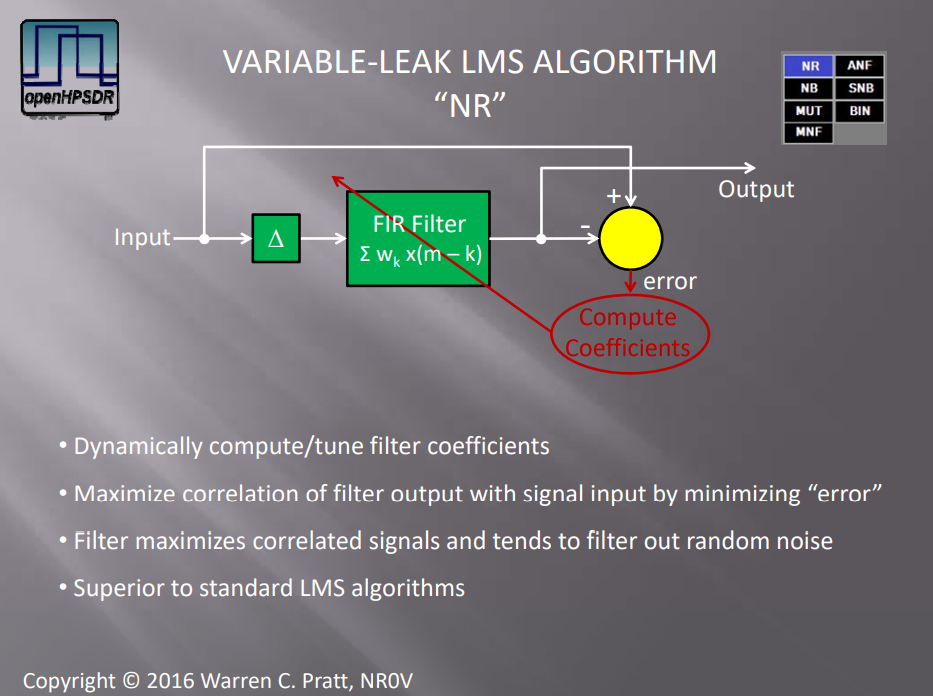 openHPSDR
VARIABLE-LEAK LMS ALGORITHM
“NR”
NR ANF
NB SNB
MUT BIN
MNF
Output
+
Input
Δ
FIR Filter
Σ wₖ x(m – k)
-
error
Compute
Coefficients
• Dynamically compute/tune filter coefficients
• Maximize correlation of filter output with signal input by minimizing “error”
• Filter maximizes correlated signals and tends to filter out random noise
• Superior to standard LMS algorithms
Copyright © 2016 Warren C. Pratt, NR0V